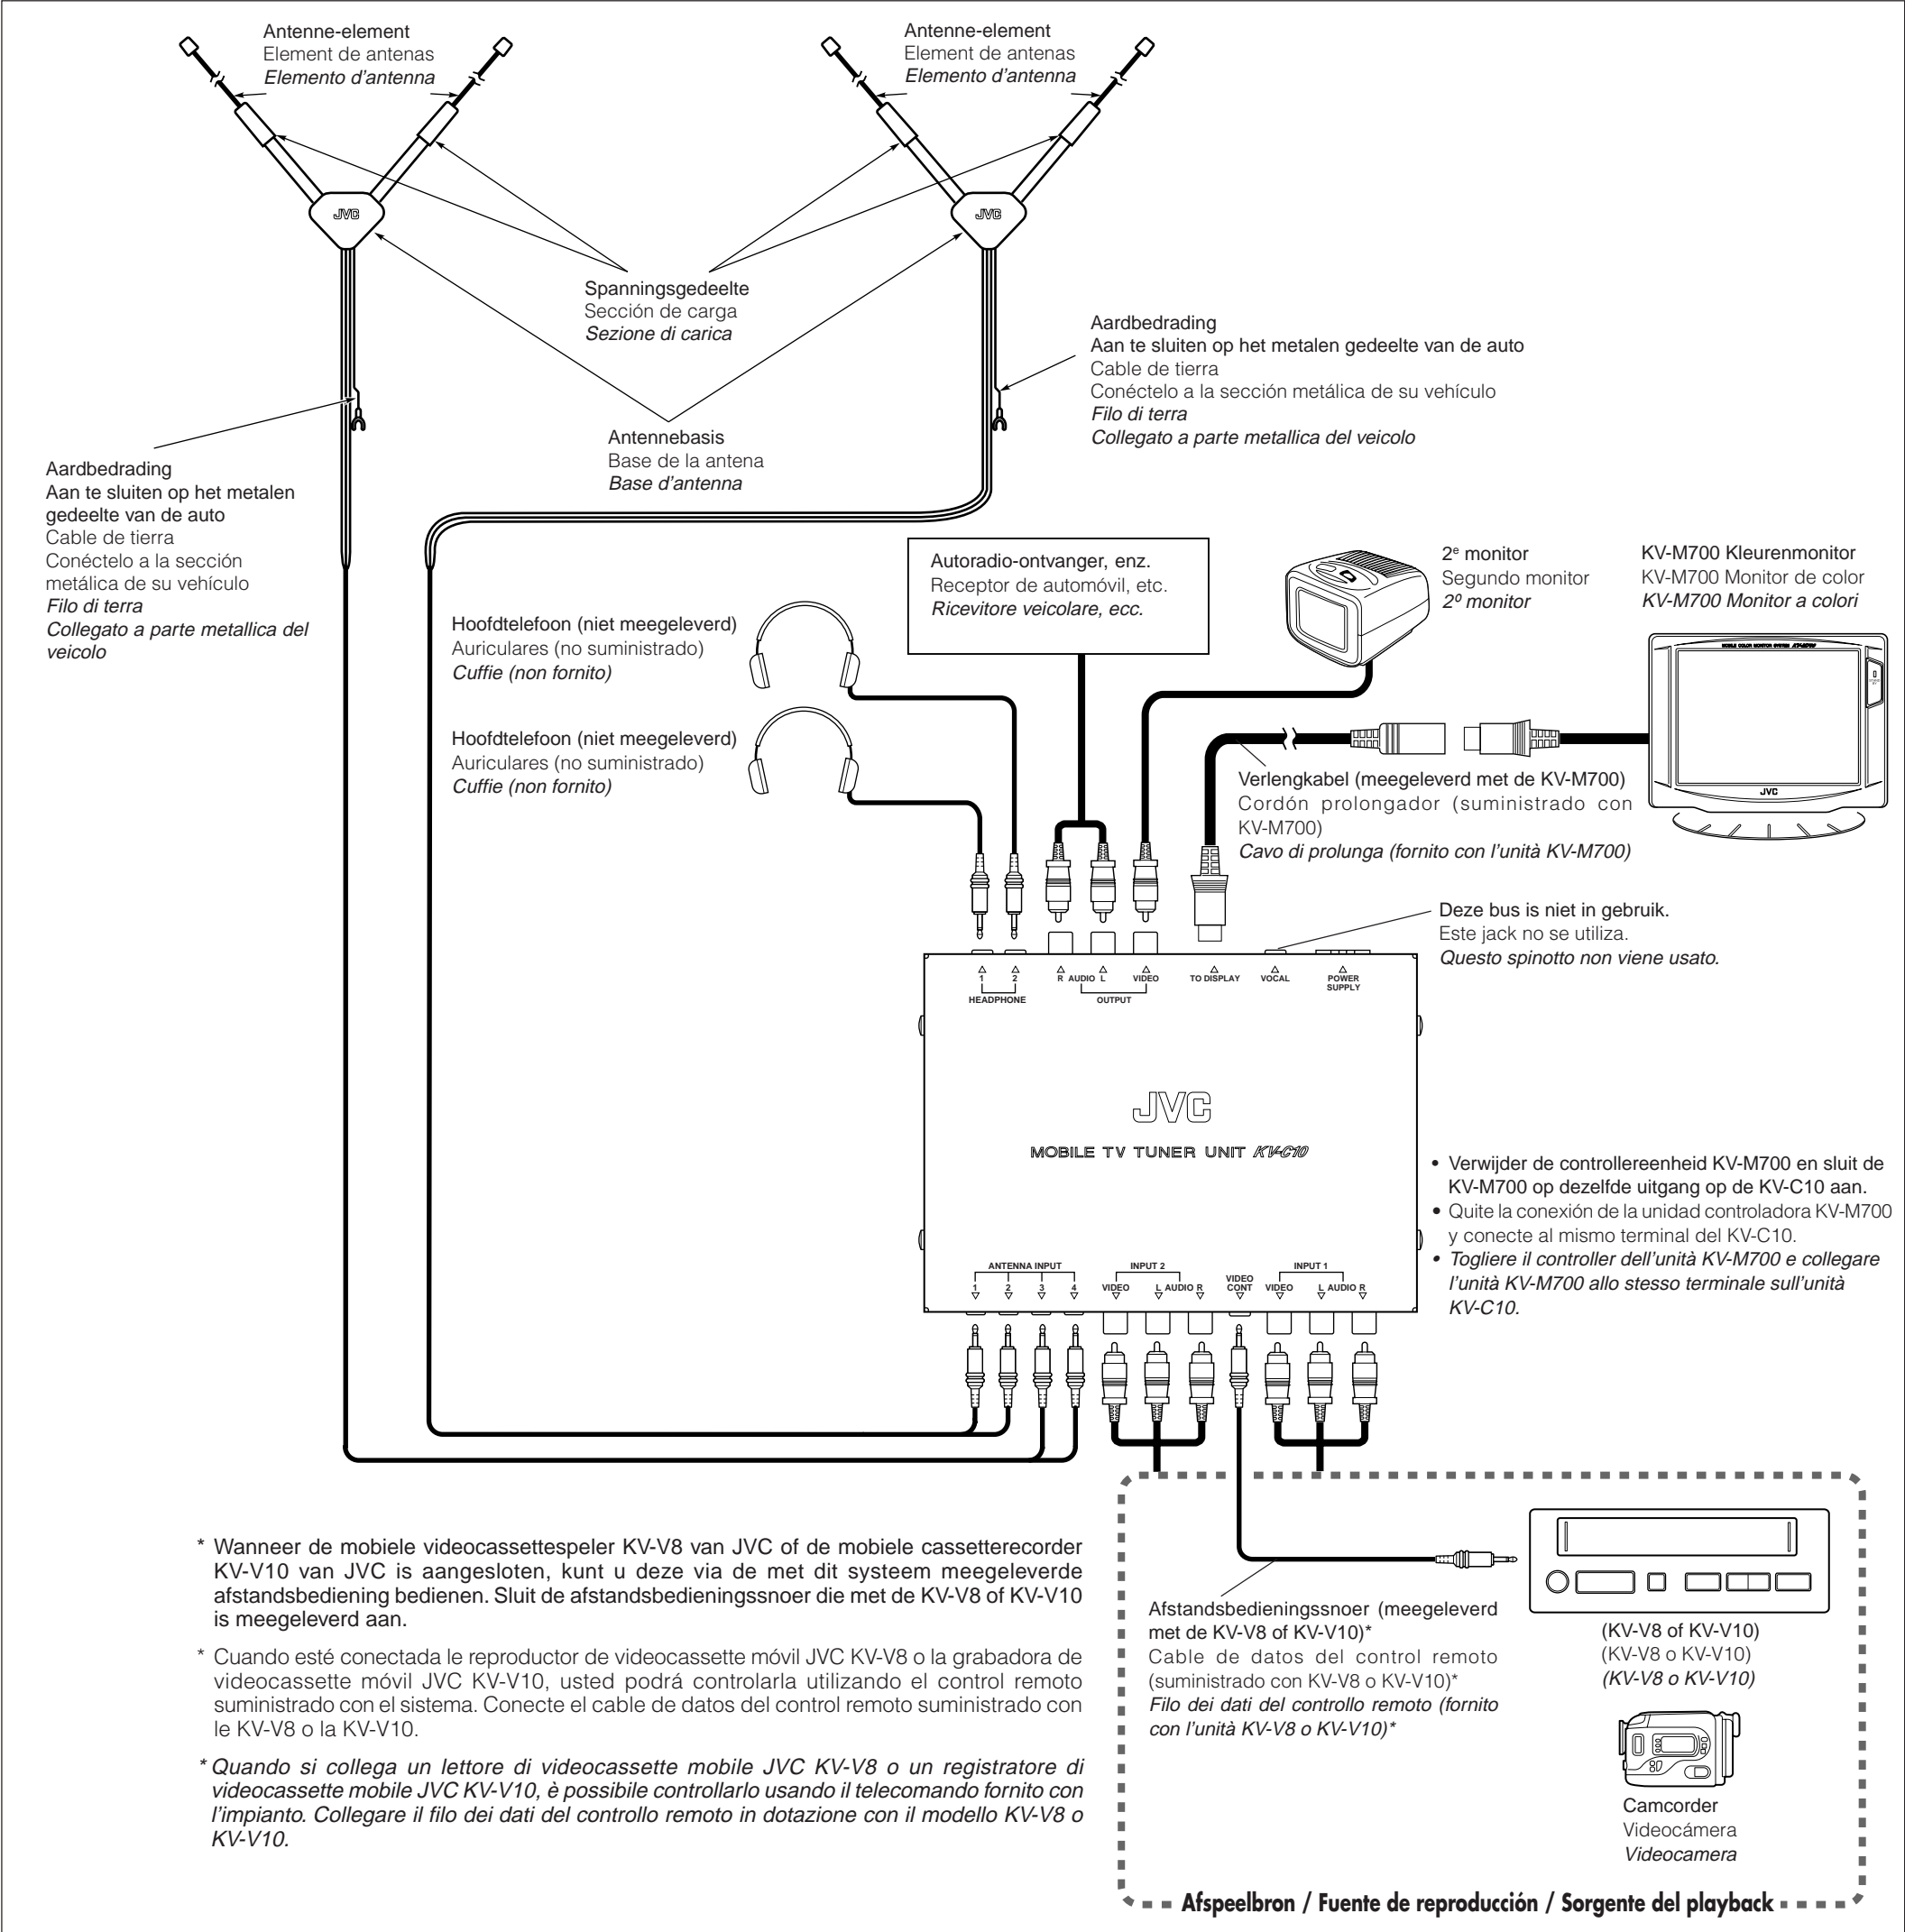 Antenne-element
Element de antenas
Elemento d'antenna
Antenne-element
Element de antenas
Elemento d'antenna
JVC
JVC
Spanningsgedeelte
Sección de carga
Sezione di carica
Aardbedrading
Aan te sluiten op het metalen gedeelte van de auto
Cable de tierra
Conéctelo a la sección metálica de su vehículo
Filo di terra
Collegato a parte metallica del veicolo
Antennebasis
Base de la antena
Base d'antenna
Aardbedrading
Aan te sluiten op het metalen
gedeelte van de auto
Cable de tierra
Conéctelo a la sección
metálica de su vehículo
Filo di terra
Collegato a parte metallica del
veicolo
Autoradio-ontvanger, enz.
Receptor de automóvil, etc.
Ricevitore veicolare, ecc.
2e monitor
Segundo monitor
2º monitor
KV-M700 Kleurenmonitor
KV-M700 Monitor de color
KV-M700 Monitor a colori
Hoofdtelefoon (niet meegeleverd)
Auriculares (no suministrado)
Cuffie (non fornito)
MOBILE COLOR MONITOR SYSTEM KV-M700
JVC
Hoofdtelefoon (niet meegeleverd)
Auriculares (no suministrado)
Cuffie (non fornito)
Verlengkabel (meegeleverd met de KV-M700)
Cordón prolongador (suministrado con
KV-M700)
Cavo di prolunga (fornito con l'unità KV-M700)
Deze bus is niet in gebruik.
Este jack no se utiliza.
Questo spinotto non viene usato.
1 2 R AUDIO L VIDEO TO DISPLAY VOCAL POWER
SUPPLY
HEADPHONE OUTPUT
JVC
MOBILE TV TUNER UNIT KV-C10
• Verwijder de controllereenheid KV-M700 en sluit de
KV-M700 op dezelfde uitgang op de KV-C10 aan.
• Quite la conexión de la unidad controladora KV-M700
y conecte al mismo terminal del KV-C10.
• Togliere il controller dell'unità KV-M700 e collegare
l'unità KV-M700 allo stesso terminale sull'unità
KV-C10.
ANTENNA INPUT INPUT 2 VIDEO CONT INPUT 1
1 2 3 4 VIDEO L AUDIO R VIDEO L AUDIO R
* Wanneer de mobiele videocassettespeler KV-V8 van JVC of de mobiele cassetterecorder
KV-V10 van JVC is aangesloten, kunt u deze via de met dit systeem meegeleverde
afstandsbediening bedienen. Sluit de afstandsbedieningssnoer die met de KV-V8 of KV-V10
is meegeleverd aan.
* Cuando esté conectada le reproductor de videocassette móvil JVC KV-V8 o la grabadora de
videocassette móvil JVC KV-V10, usted podrá controlarla utilizando el control remoto
suministrado con el sistema. Conecte el cable de datos del control remoto suministrado con
le KV-V8 o la KV-V10.
* Quando si collega un lettore di videocassette mobile JVC KV-V8 o un registratore di
videocassette mobile JVC KV-V10, è possibile controllarlo usando il telecomando fornito con
l'impianto. Collegare il filo dei dati del controllo remoto in dotazione con il modello KV-V8 o
KV-V10.
Afstandsbedieningssnoer (meegeleverd
met de KV-V8 of KV-V10)*
Cable de datos del control remoto
(suministrado con KV-V8 o KV-V10)*
Filo dei dati del controllo remoto (fornito
con l'unità KV-V8 o KV-V10)*
(KV-V8 of KV-V10)
(KV-V8 o KV-V10)
(KV-V8 o KV-V10)
Camcorder
Videocámera
Videocamera
Afspeelbron / Fuente de reproducción / Sorgente del playback